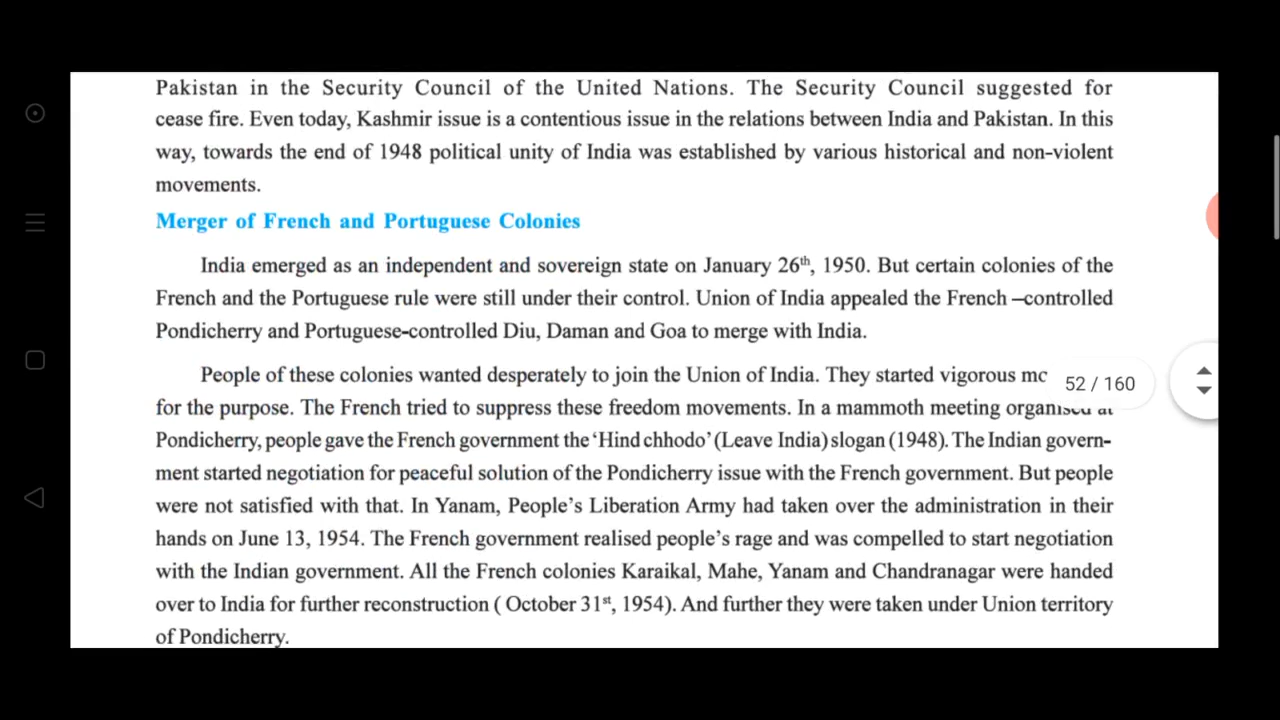 Pakistan in the Security Council of the United Nations. The Security Council suggested for
cease fire. Even today, Kashmir issue is a contentious issue in the relations between India and Pakistan. In this
way, towards the end of 1948 political unity of India was established by various historical and non-violent
movements.
Merger of French and Portuguese Colonies
India emerged as an independent and sovereign state on January 26th, 1950. But certain colonies of the
French and the Portuguese rule were still under their control. Union of India appealed the French –controlled
Pondicherry and Portuguese-controlled Diu, Daman and Goa to merge with India.
People of these colonies wanted desperately to join the Union of India. They started vigorous
52 / 160
for the purpose. The French tried to suppress these freedom movements. In a mammoth meeting organised at
Pondicherry, people gave the French government the ‘Hind chhodo’ (Leave India) slogan (1948). The Indian govern-
ment started negotiation for peaceful solution of the Pondicherry issue with the French government. But people
were not satisfied with that. In Yanam, People’s Liberation Army had taken over the administration in their
hands on June 13, 1954. The French government realised people’s rage and was compelled to start negotiation
with the Indian government. All the French colonies Karaikal, Mahe, Yanam and Chandranagar were handed
over to India for further reconstruction ( October 31st, 1954). And further they were taken under Union territory
of Pondicherry.